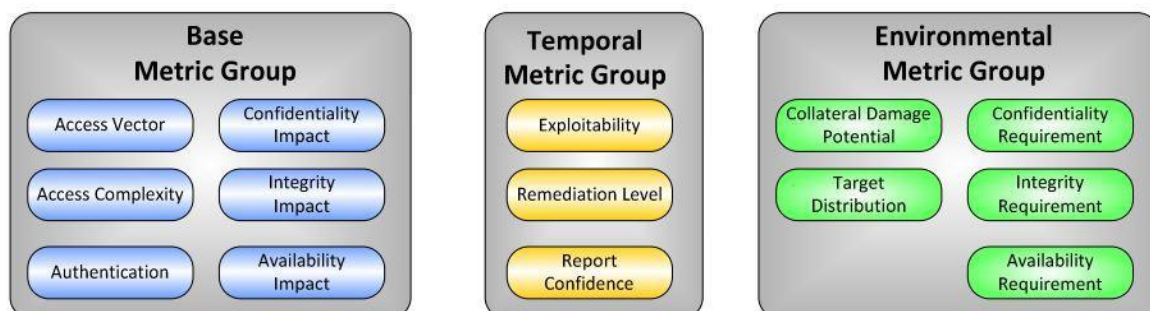 Base
Metric Group
Access Vector
Confidentiality
Impact
Access Complexity
Integrity
Impact
Authentication
Availability
Impact
Temporal
Metric Group
Exploitability
Remediation Level
Report
Confidence
Environmental
Metric Group
Collateral Damage
Potential
Confidentiality
Requirement
Target
Distribution
Integrity
Requirement
Availability
Requirement